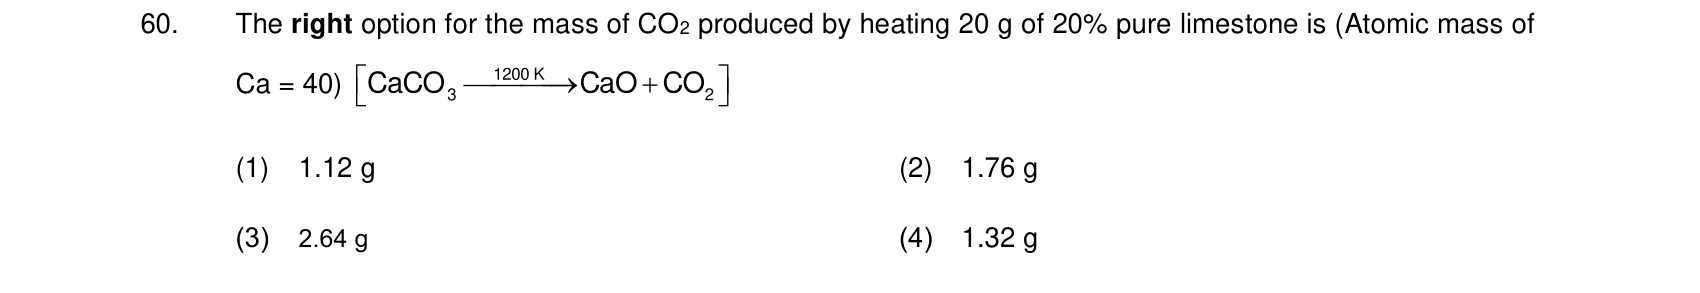 60. The right option for the mass of CO2 produced by heating 20 g of 20% pure limestone is (Atomic mass of
Ca = 40) [CaCO₃ —1200 K→ CaO + CO₂]
(1) 1.12 g (2) 1.76 g
(3) 2.64 g (4) 1.32 g